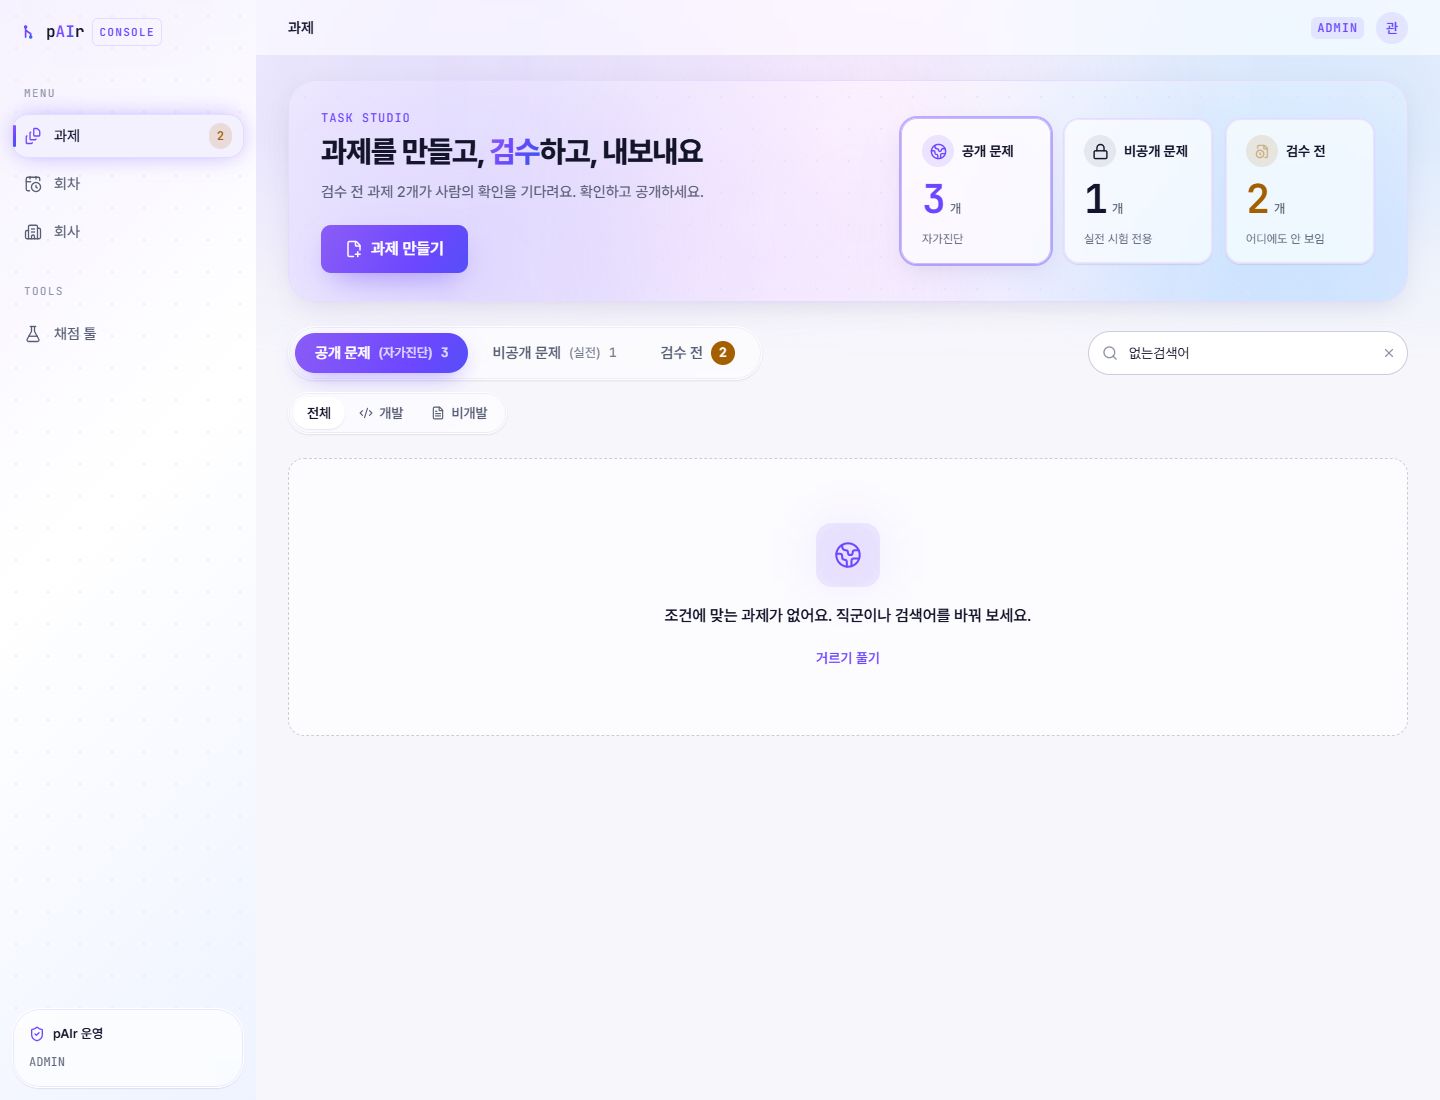 pAIr CONSOLE
과제
ADMIN 관
MENU
과제 2
회차
회사
TOOLS
채점 툴
TASK STUDIO
과제를 만들고, 검수하고, 내보내요
검수 전 과제 2개가 사람의 확인을 기다려요. 확인하고 공개하세요.
과제 만들기
공개 문제
3 개
자가진단
비공개 문제
1 개
실전 시험 전용
검수 전
2 개
어디에도 안 보임
공개 문제 (자가진단) 3
비공개 문제 (실전) 1
검수 전 2
없는검색어
전체
개발
비개발
조건에 맞는 과제가 없어요. 직군이나 검색어를 바꿔 보세요.
거르기 풀기
pAIr 운영
ADMIN